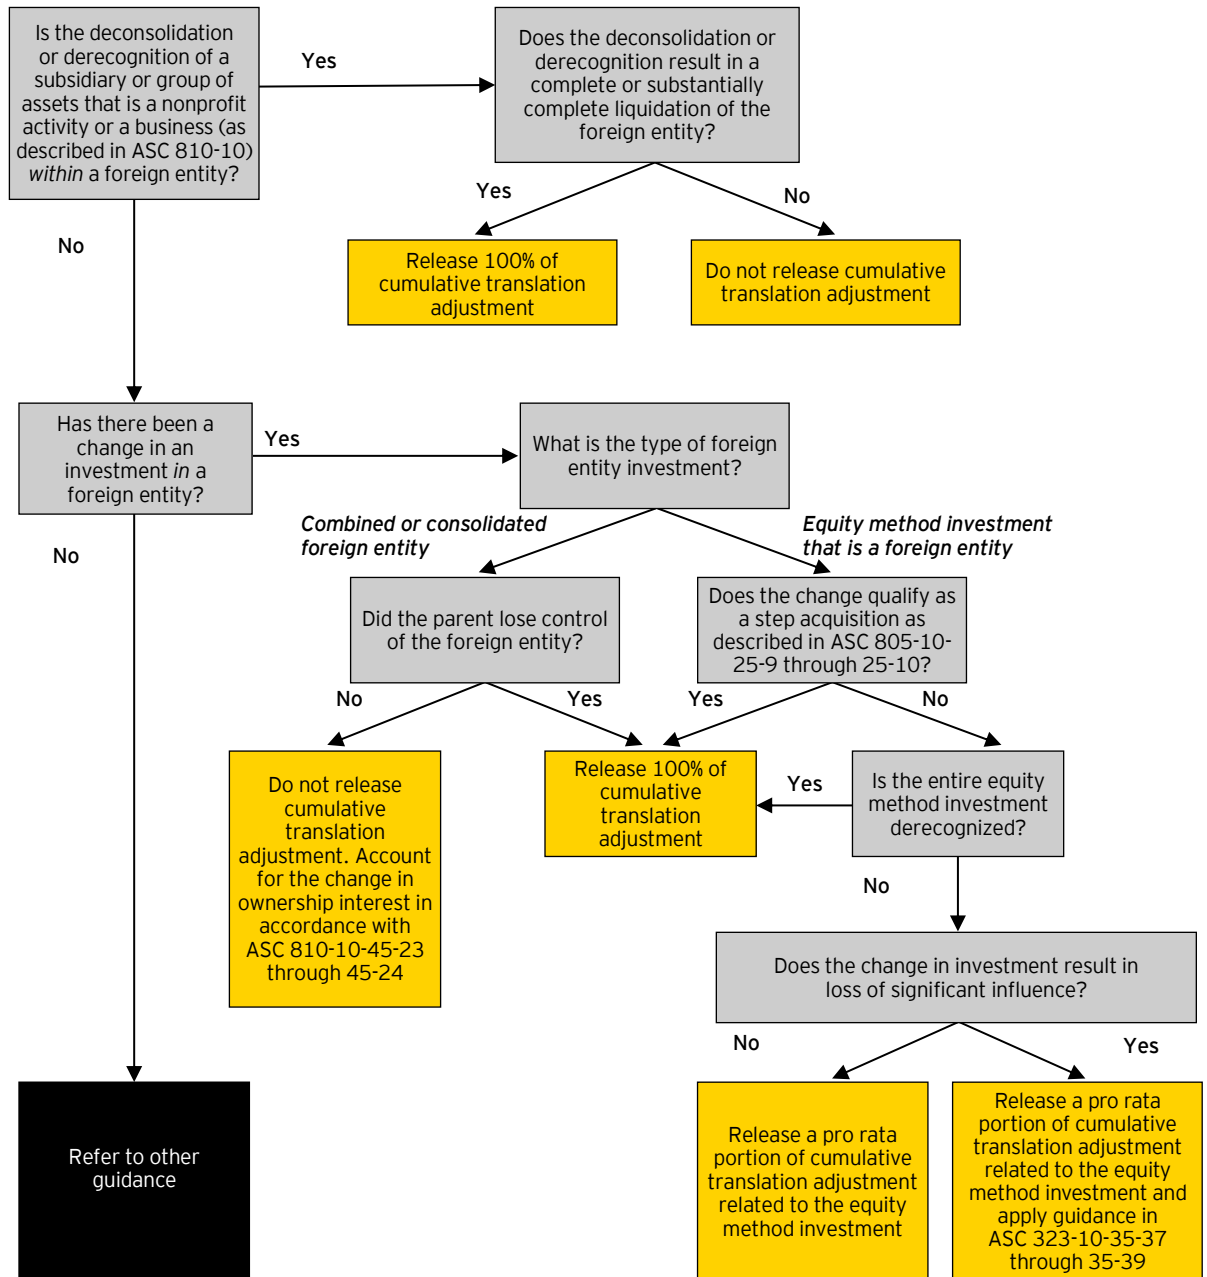 Is the deconsolidation
or derecognition of a
subsidiary or group of
assets that is a nonprofit
activity or a business (as
described in ASC 810-10)
within a foreign entity?
Yes
Does the deconsolidation or
derecognition result in a
complete or substantially
complete liquidation of the
foreign entity?
Yes
No
No
Release 100% of
cumulative translation
adjustment
Do not release cumulative
translation adjustment
Has there been a
change in an
investment in a
foreign entity?
Yes
What is the type of foreign
entity investment?
No
Combined or consolidated
foreign entity
Equity method investment
that is a foreign entity
Did the parent lose control
of the foreign entity?
Does the change qualify as
a step acquisition as
described in ASC 805-10-
25-9 through 25-10?
No
Yes
Yes
No
Do not release
cumulative
translation
adjustment. Account
for the change in
ownership interest in
accordance with
ASC 810-10-45-23
through 45-24
Release 100% of
cumulative
translation
adjustment
Yes
Is the entire equity
method investment
derecognized?
No
Does the change in investment result in
loss of significant influence?
No
Yes
Refer to other
guidance
Release a pro rata
portion of cumulative
translation adjustment
related to the equity
method investment
Release a pro rata
portion of cumulative
translation adjustment
related to the equity
method investment and
apply guidance in
ASC 323-10-35-37
through 35-39